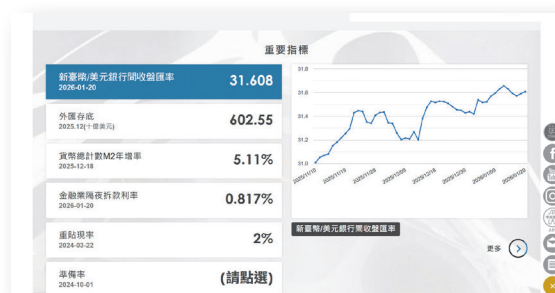 重要指標
新臺幣/美元銀行間收盤匯率
2026-01-20
31.608
外匯存底
2025.12(十億美元)
602.55
貨幣總計數M2年增率
2025-12-18
5.11%
金融業隔夜拆款利率
2026-01-20
0.817%
重貼現率
2024-03-22
2%
準備率
2024-10-01
(請點選)
31.8
31.6
31.4
31.2
31.0
2025/11/10
2025/11/19
2025/11/28
2025/12/09
2025/12/18
2025/12/30
2026/01/09
2026/01/20
新臺幣/美元銀行間收盤匯率
更多